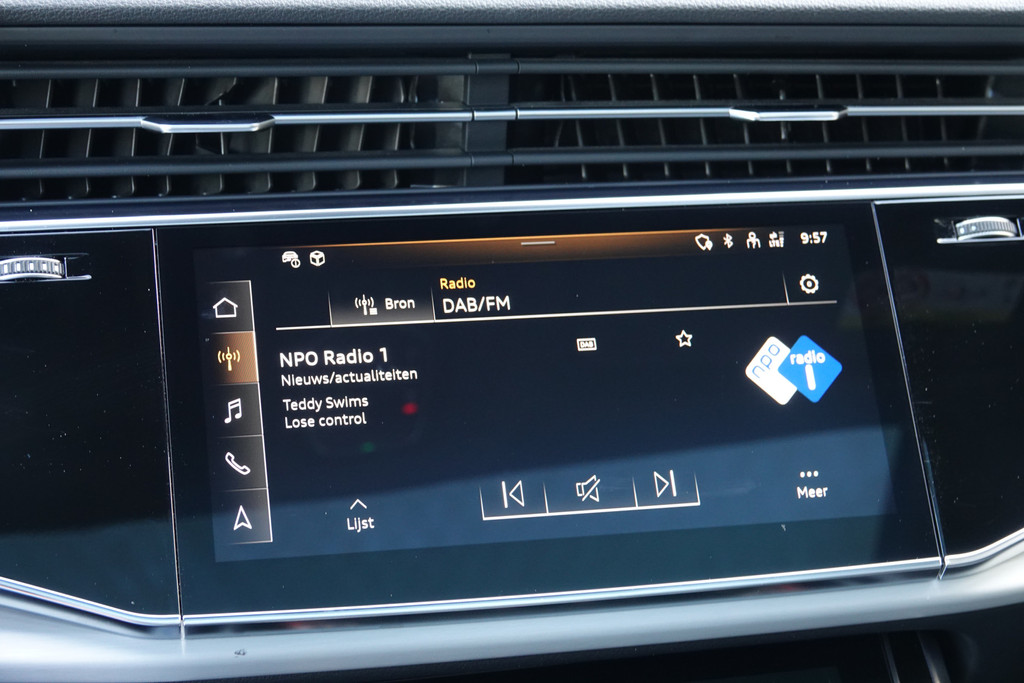 9:57
Radio
Bron
DAB/FM
NPO Radio 1
DAB
npo
radio
1
Nieuws/actualiteiten
Teddy Swims
Lose control
Lijst
Meer